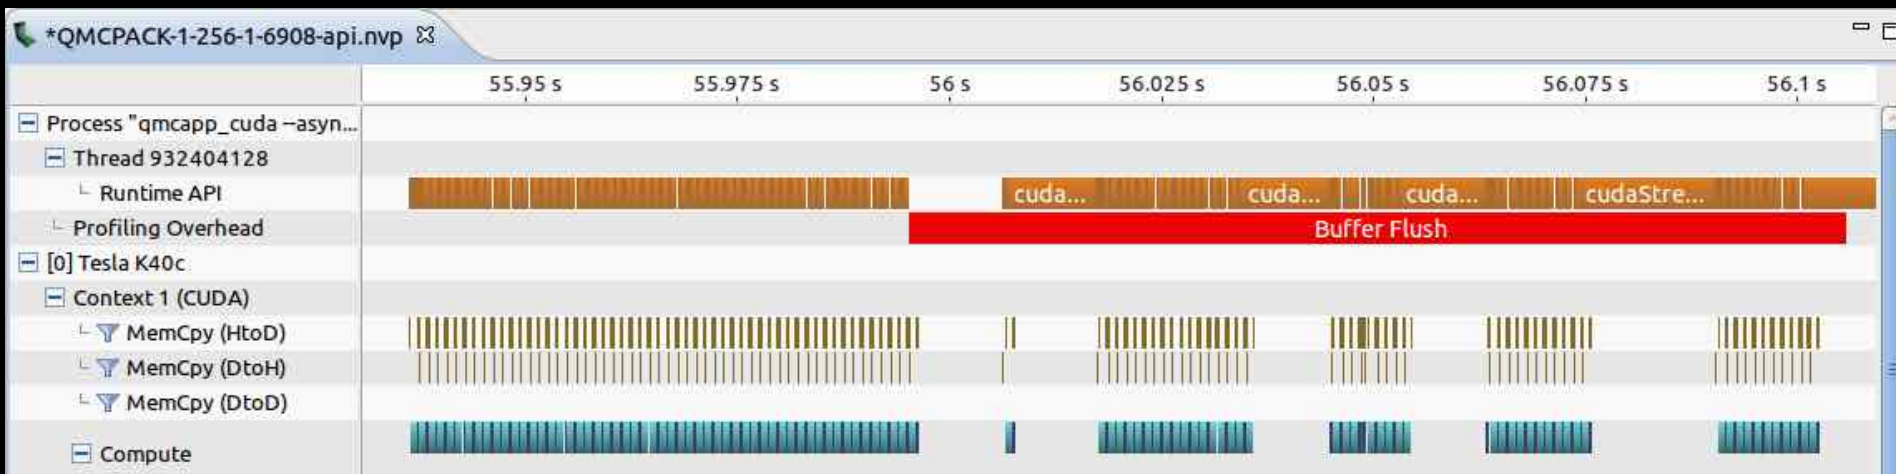 *QMCPACK-1-256-1-6908-api.nvp
55.95 s 55.975 s 56 s 56.025 s 56.05 s 56.075 s 56.1 s
Process "qmcapp_cuda --asyn...
Thread 932404128
Runtime API cuda... cuda... cuda... cudaStre...
Profiling Overhead Buffer Flush
[0] Tesla K40c
Context 1 (CUDA)
MemCpy (HtoD)
MemCpy (DtoH)
MemCpy (DtoD)
Compute